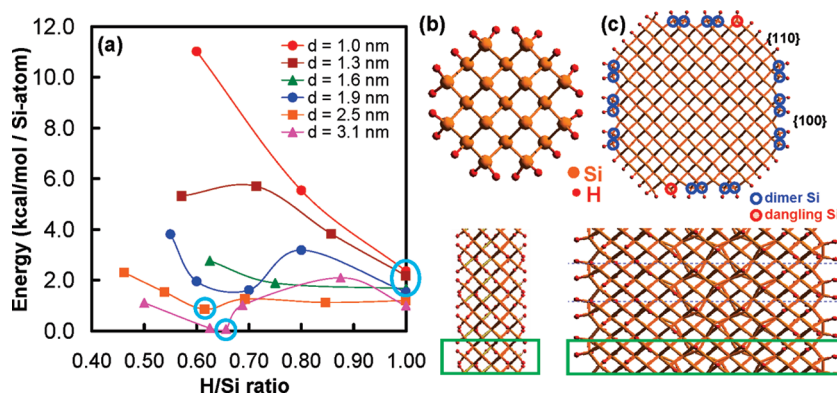 (a)
12.0
10.0
8.0
6.0
4.0
2.0
0.0
Energy (kcal/mol / Si-atom)
d = 1.0 nm
d = 1.3 nm
d = 1.6 nm
d = 1.9 nm
d = 2.5 nm
d = 3.1 nm
0.40 0.50 0.60 0.70 0.80 0.90 1.00
H/Si ratio
(b)
Si
H
(c)
{110}
{100}
dimer Si
dangling Si